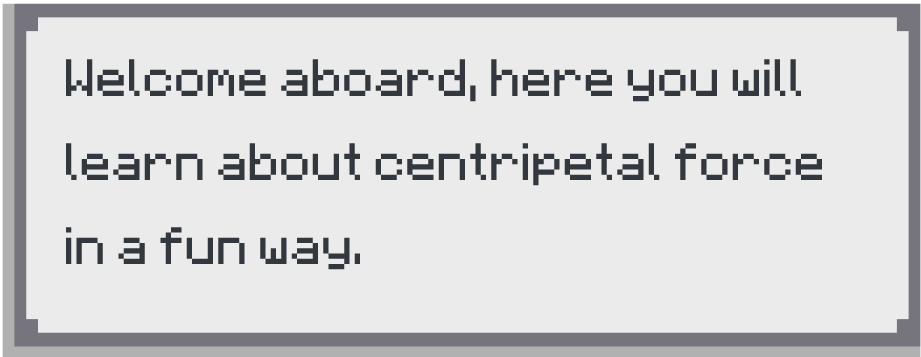 Welcome aboard, here you will
learn about centripetal force
in a fun way.